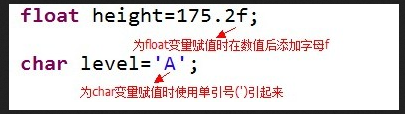 float height=175.2f;
为float变量赋值时在数值后添加字母f
char level='A';
为char变量赋值时使用单引号(')引起来